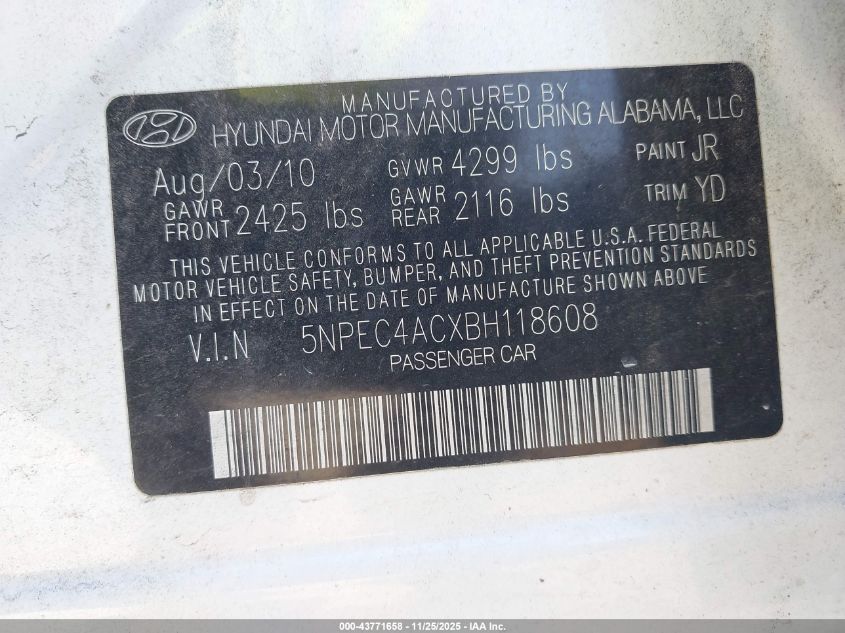 MANUFACTURED BY
HYUNDAI MOTOR MANUFACTURING ALABAMA, LLC
Aug/03/10 GVWR 4299 lbs PAINT JR
GAWR FRONT 2425 lbs GAWR REAR 2116 lbs TRIM YD
THIS VEHICLE CONFORMS TO ALL APPLICABLE U.S.A. FEDERAL
MOTOR VEHICLE SAFETY, BUMPER, AND THEFT PREVENTION STANDARDS
IN EFFECT ON THE DATE OF MANUFACTURE SHOWN ABOVE
V.I.N 5NPEC4ACXBH118608
PASSENGER CAR
000-43771658 - 11/25/2025 - IAA Inc.